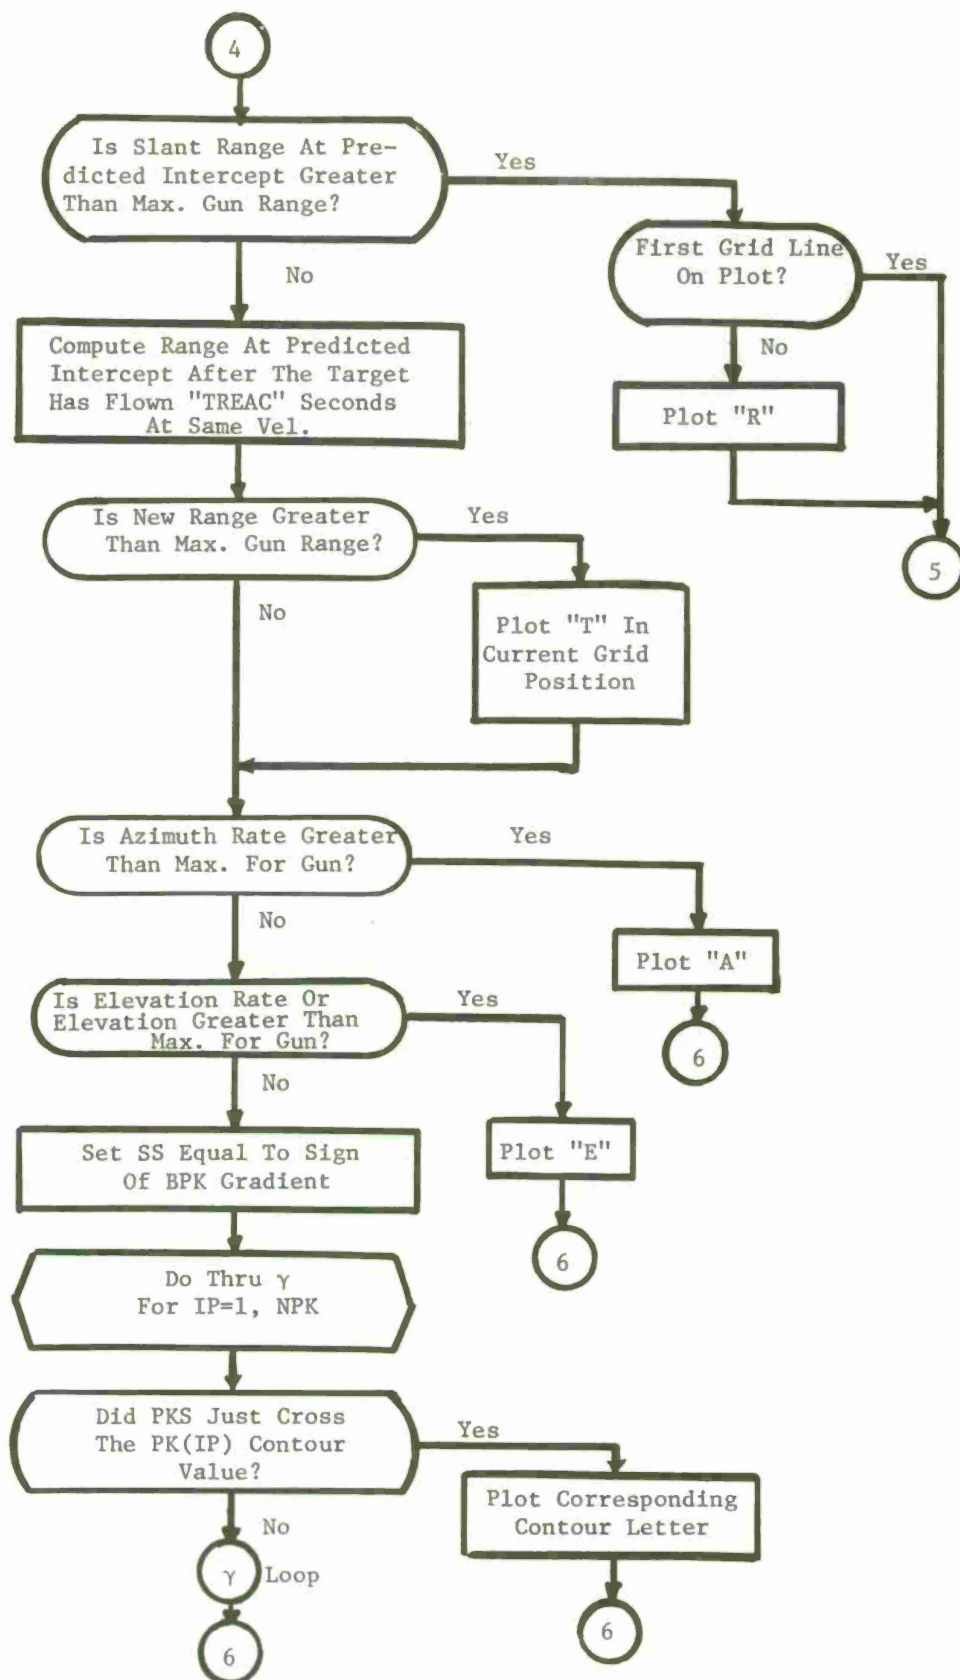 4
Is Slant Range At Pre-
dicted Intercept Greater
Than Max. Gun Range?
Yes
No
First Grid Line
On Plot?
Yes
No
Plot "R"
5
Compute Range At Predicted
Intercept After The Target
Has Flown "TREAC" Seconds
At Same Vel.
Is New Range Greater
Than Max. Gun Range?
Yes
No
Plot "T" In
Current Grid
Position
Is Azimuth Rate Greater
Than Max. For Gun?
Yes
No
Plot "A"
6
Is Elevation Rate Or
Elevation Greater Than
Max. For Gun?
Yes
No
Plot "E"
6
Set SS Equal To Sign
Of BPK Gradient
Do Thru γ
For IP=1, NPK
Did PKS Just Cross
The PK(IP) Contour
Value?
Yes
No
Plot Corresponding
Contour Letter
6
γ Loop
6